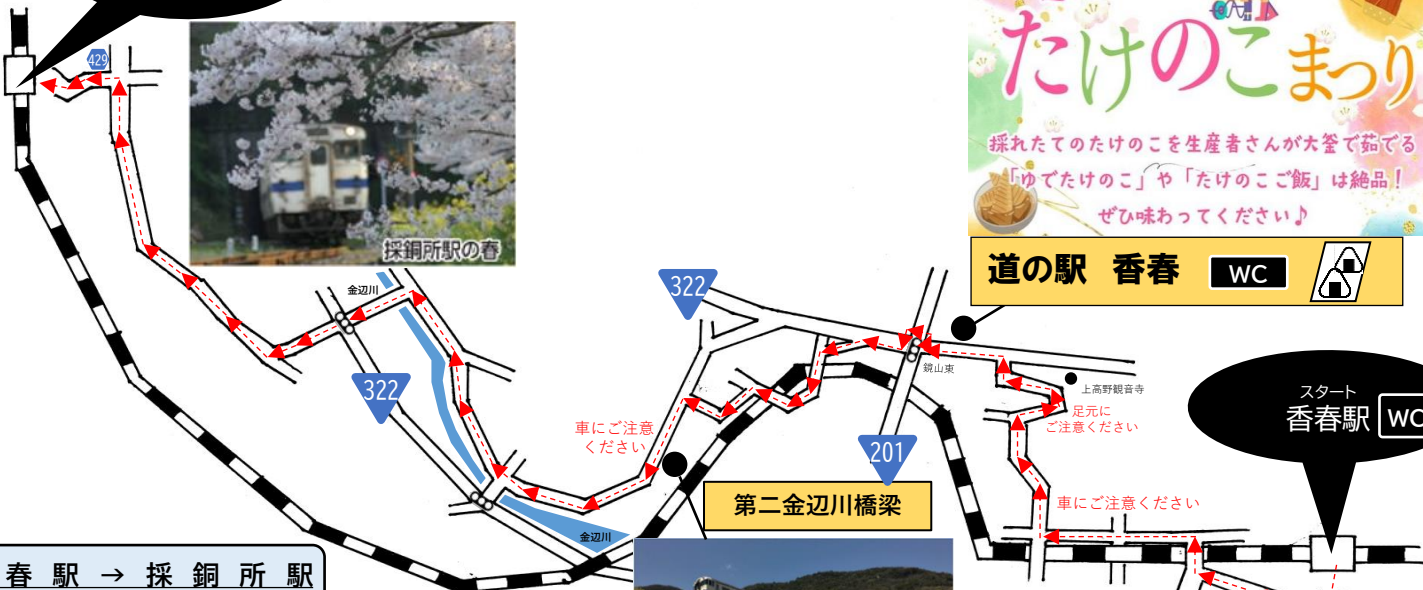 たけのこまつり
採れたてのたけのこを生産者さんが大釜で茹でる
「ゆでたけのこ」や「たけのこご飯」は絶品！
ぜひ味わってください♪
道の駅 香春 WC
429
採銅所駅の春
金辺川
322
322
鏡山東
上高野観音寺
足元に
ご注意ください
スタート
香春駅 WC
車にご注意
ください
201
第二金辺川橋梁
車にご注意ください
金辺川
春駅→採銅所駅